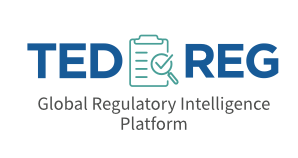 TED REG
Global Regulatory Intelligence
Platform